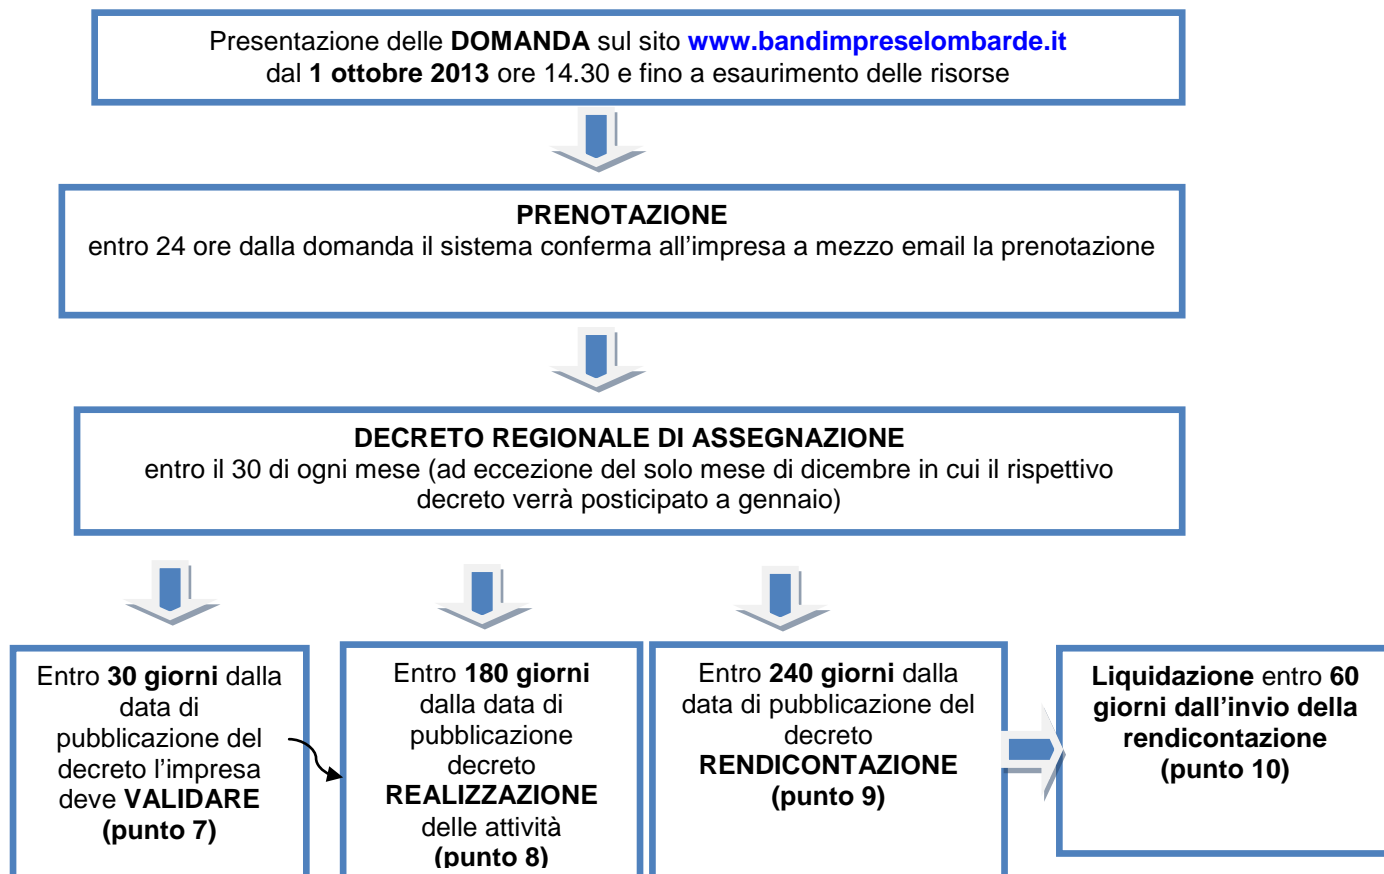 Presentazione delle DOMANDA sul sito www.bandimpreselombarde.it
dal 1 ottobre 2013 ore 14.30 e fino a esaurimento delle risorse
PRENOTAZIONE
entro 24 ore dalla domanda il sistema conferma all'impresa a mezzo email la prenotazione
DECRETO REGIONALE DI ASSEGNAZIONE
entro il 30 di ogni mese (ad eccezione del solo mese di dicembre in cui il rispettivo
decreto verrà posticipato a gennaio)
Entro 30 giorni dalla
data di
pubblicazione del
decreto l'impresa
deve VALIDARE
(punto 7)
Entro 180 giorni
dalla data di
pubblicazione
decreto
REALIZZAZIONE
delle attività
(punto 8)
Entro 240 giorni dalla
data di pubblicazione del
decreto
RENDICONTAZIONE
(punto 9)
Liquidazione entro 60
giorni dall'invio della
rendicontazione
(punto 10)